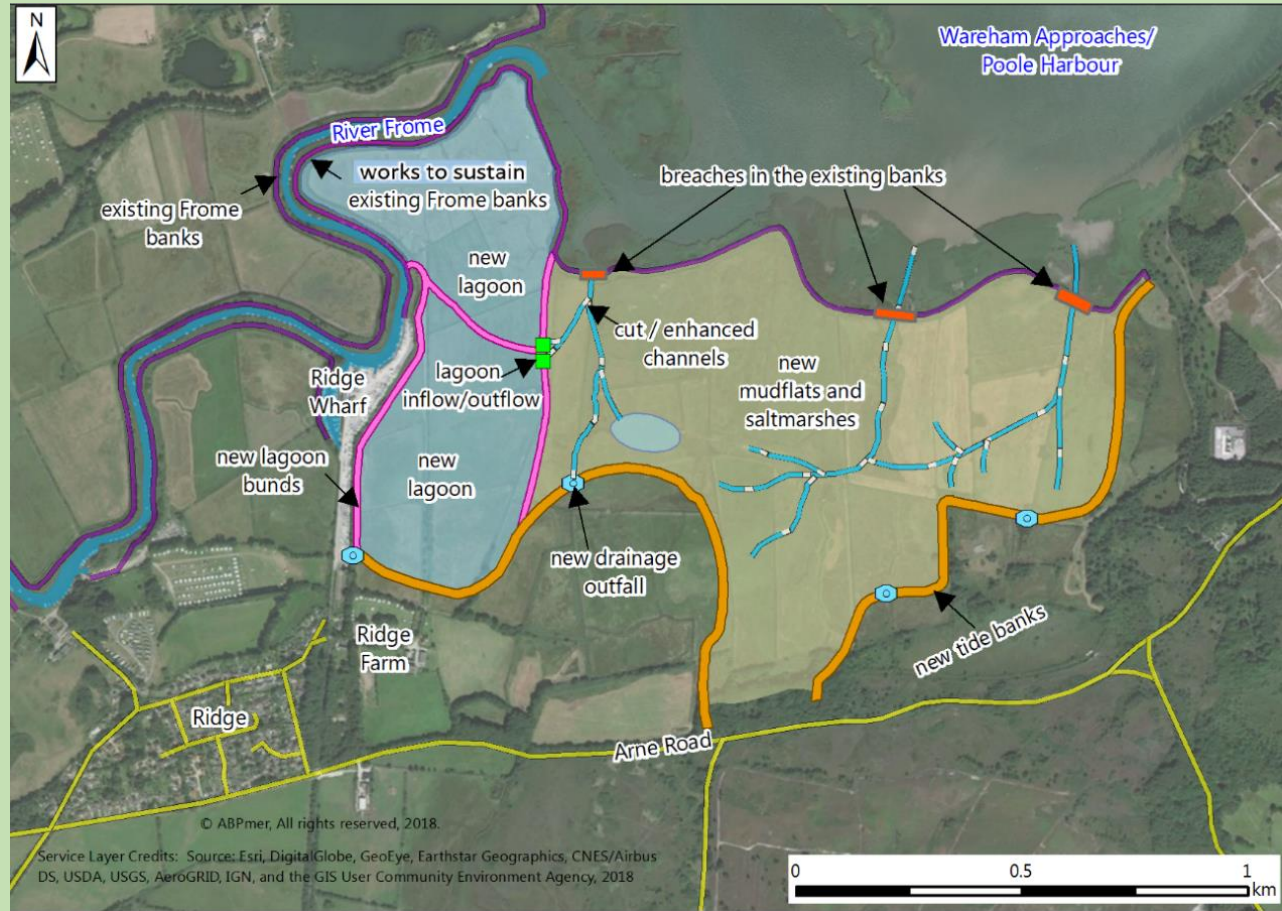 N
Wareham Approaches/
Poole Harbour
River Frome
works to sustain
existing Frome banks
existing Frome
banks
breaches in the existing banks
new
lagoon
cut / enhanced
channels
lagoon
inflow/outflow
new
mudflats and
saltmarshes
Ridge
Wharf
new lagoon
bunds
new
lagoon
new drainage
outfall
new tide banks
Ridge
Farm
Ridge
Arne Road
© ABPmer, All rights reserved, 2018.
Service Layer Credits: Source: Esri, DigitalGlobe, GeoEye, Earthstar Geographics, CNES/Airbus
DS, USDA, USGS, AeroGRID, IGN, and the GIS User Community Environment Agency, 2018
0 0.5 1
km